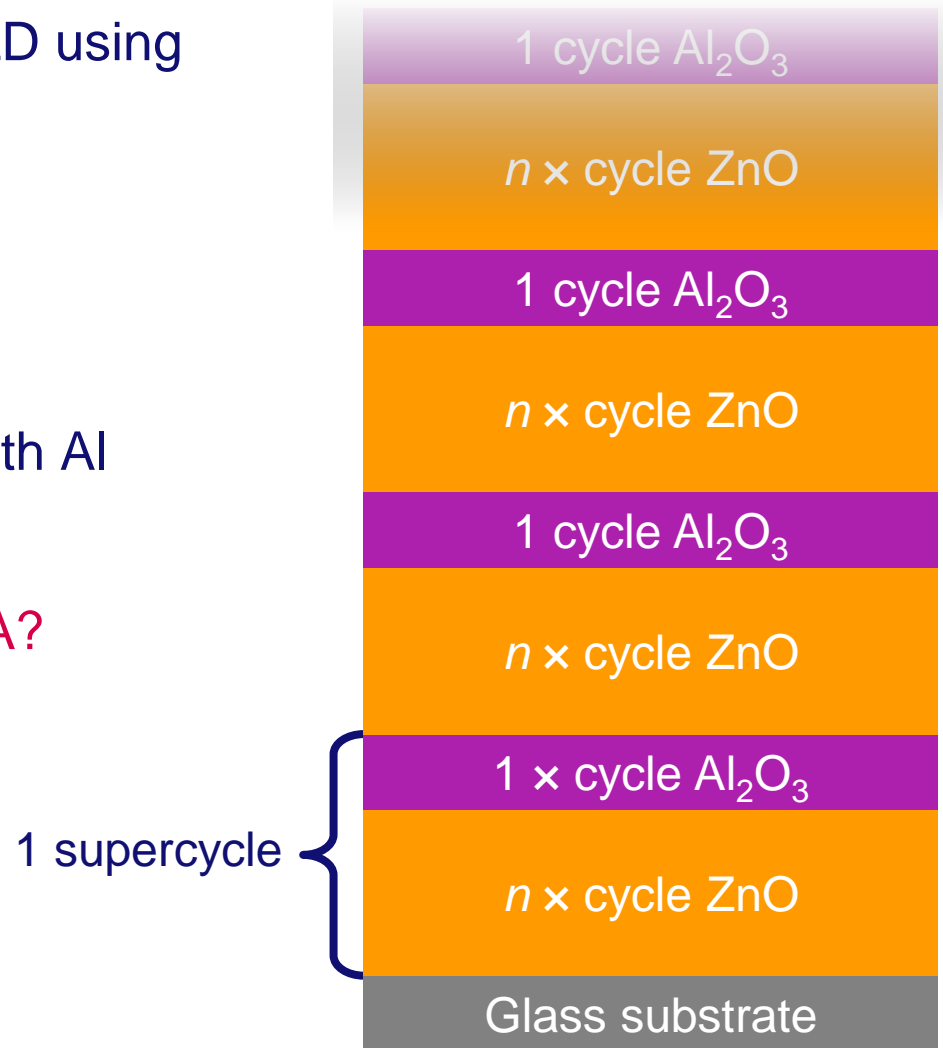 D using
th Al
A?
1 cycle Al₂O₃
n × cycle ZnO
1 cycle Al₂O₃
n × cycle ZnO
1 cycle Al₂O₃
n × cycle ZnO
1 × cycle Al₂O₃
1 supercycle
n × cycle ZnO
Glass substrate